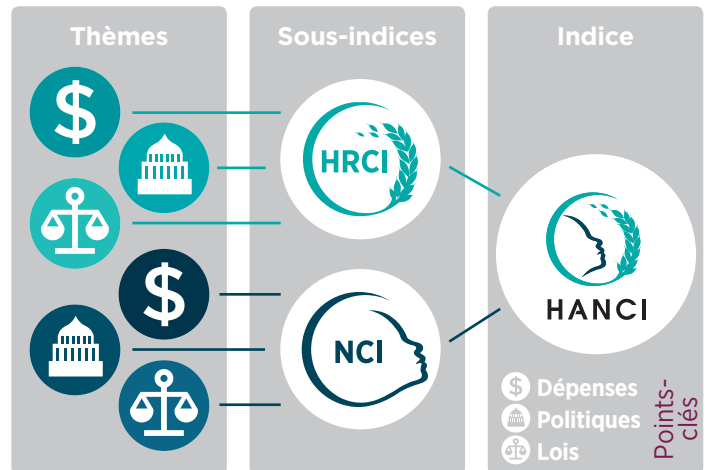 Thèmes
Sous-indices
Indice
$
HRCI
$
NCI
HANCI
$ Dépenses
Politiques
Lois
Points-
clés